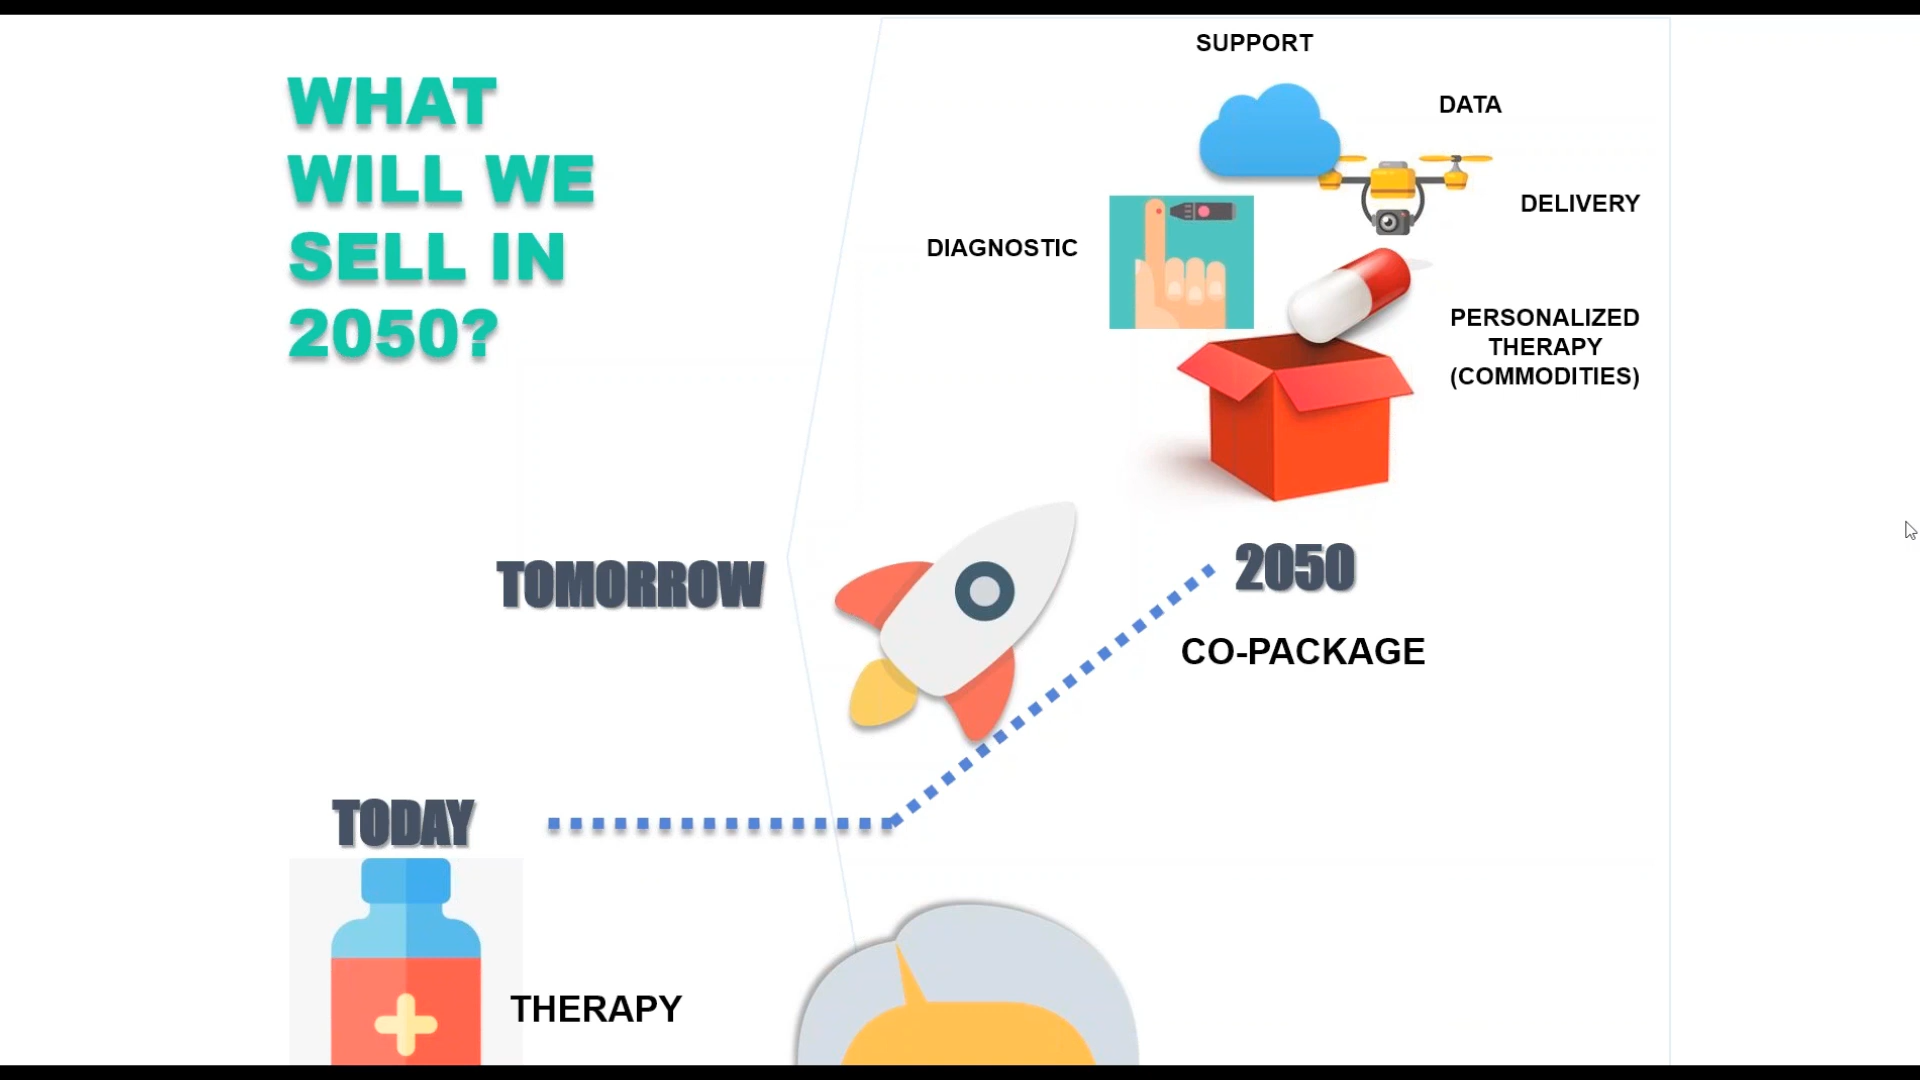 WHAT
WILL WE
SELL IN
2050?
SUPPORT
DATA
DELIVERY
DIAGNOSTIC
PERSONALIZED
THERAPY
(COMMODITIES)
TOMORROW
2050
CO-PACKAGE
TODAY
THERAPY